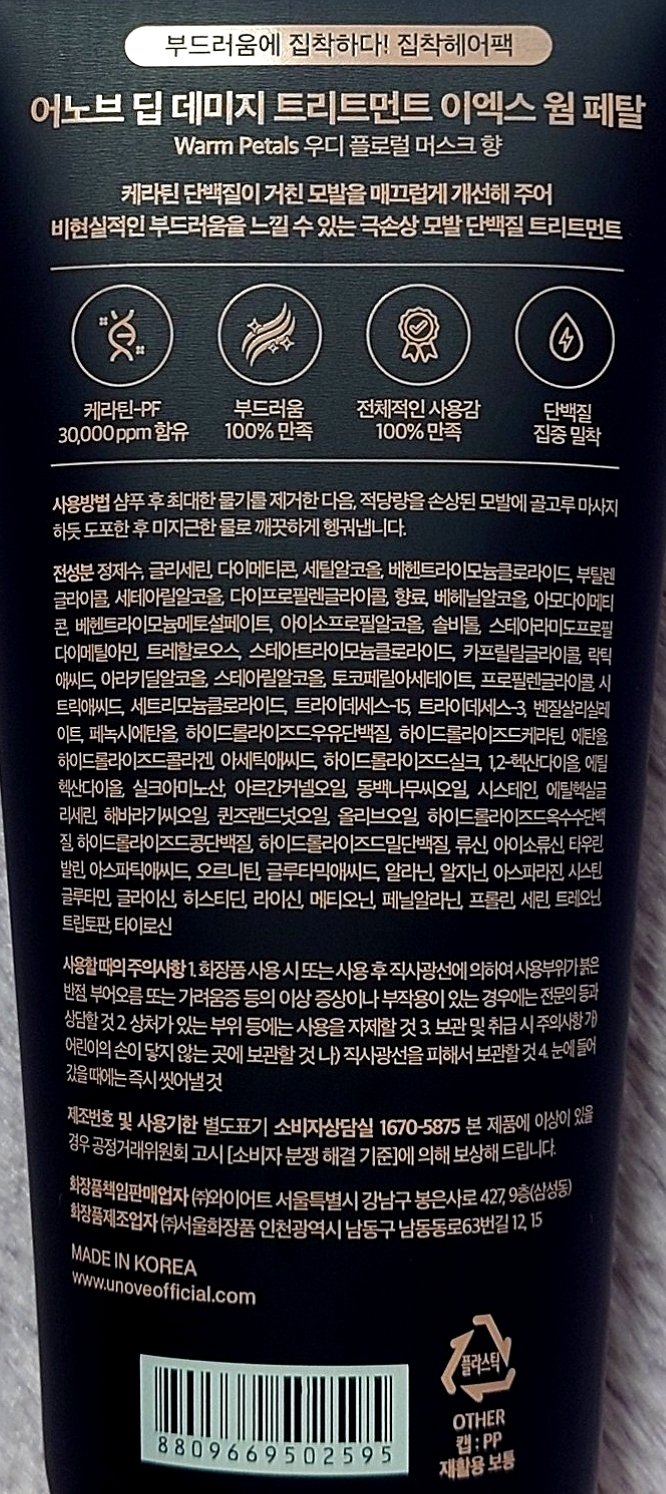 부드러움에 집착하다! 집착헤어팩
어노브 딥 데미지 트리트먼트 이엑스 웜 페탈
Warm Petals 우디 플로럴 머스크 향
케라틴 단백질이 거친 모발을 매끄럽게 개선해 주어
비현실적인 부드러움을 느낄 수 있는 극손상 모발 단백질 트리트먼트
케라틴-PF
30,000ppm 함유
부드러움
100% 만족
전체적인 사용감
100% 만족
단백질
집중 밀착
사용방법 샴푸 후 최대한 물기를 제거한 다음, 적당량을 손상된 모발에 골고루 마사지
하듯 도포한 후 미지근한 물로 깨끗하게 헹궈냅니다.
전성분 정제수, 글리세린, 다이메티콘, 세틸알코올, 베헨트라이모늄클로라이드, 부틸렌
글라이콜, 세테아릴알코올, 다이프로필렌글라이콜, 향료, 베헤닐알코올, 아모다이메티
콘, 베헨트라이모늄메토설페이트, 아이소프로필알코올, 솔비톨, 스테아라미도프로필
다이메틸아민, 트레할로오스, 스테아트라이모늄클로라이드, 카프릴릴글라이콜, 락틱
애씨드, 아라키딜알코올, 스테아릴알코올, 토코페릴아세테이트, 프로필렌글라이콜, 시
트릭애씨드, 세트리모늄클로라이드, 트라이데세스-15, 트라이데세스-3, 벤질살리실레
이트, 페녹시에탄올, 하이드롤라이즈드우유단백질, 하이드롤라이즈드케라틴, 에탄올,
하이드롤라이즈드콜라겐, 아세틱애씨드, 하이드롤라이즈드실크, 1,2-헥산다이올, 에틸
헥산다이올, 실크아미노산, 아르간커넬오일, 동백나무씨오일, 시스테인, 에틸헥실글
리세린, 해바라기씨오일, 퀸즈랜드넛오일, 올리브오일, 하이드롤라이즈드옥수수단백
질, 하이드롤라이즈드콩단백질, 하이드롤라이즈드밀단백질, 류신, 아이소류신, 타우린,
발린, 아스파틱애씨드, 오르니틴, 글루타믹애씨드, 알라닌, 알지닌, 아스파라진, 시스틴,
글루타민, 글라이신, 히스티딘, 라이신, 메티오닌, 페닐알라닌, 프롤린, 세린, 트레오닌,
트립토판, 타이로신
사용할 때의 주의사항 1. 화장품 사용 시 또는 사용 후 직사광선에 의하여 사용부위가 붉은
반점, 부어오름 또는 가려움증 등의 이상 증상이나 부작용이 있는 경우에는 전문의 등과
상담할 것 2. 상처가 있는 부위 등에는 사용을 자제할 것 3. 보관 및 취급 시 주의사항 가)
어린이의 손이 닿지 않는 곳에 보관할 것 나) 직사광선을 피해서 보관할 것 4. 눈에 들어
갔을 때에는 즉시 씻어낼 것
제조번호 및 사용기한 별도표기 소비자상담실 1670-5875 본 제품에 이상이 있을
경우 공정거래위원회 고시 [소비자 분쟁 해결 기준]에 의해 보상해 드립니다.
화장품책임판매업자 ㈜와이어트 서울특별시 강남구 봉은사로 427, 9층(삼성동)
화장품제조업자 ㈜서울화장품 인천광역시 남동구 남동동로63번길 12, 15
MADE IN KOREA
www.unoveofficial.com
플라스틱
OTHER
캡 : PP
재활용 보통
8809669502595